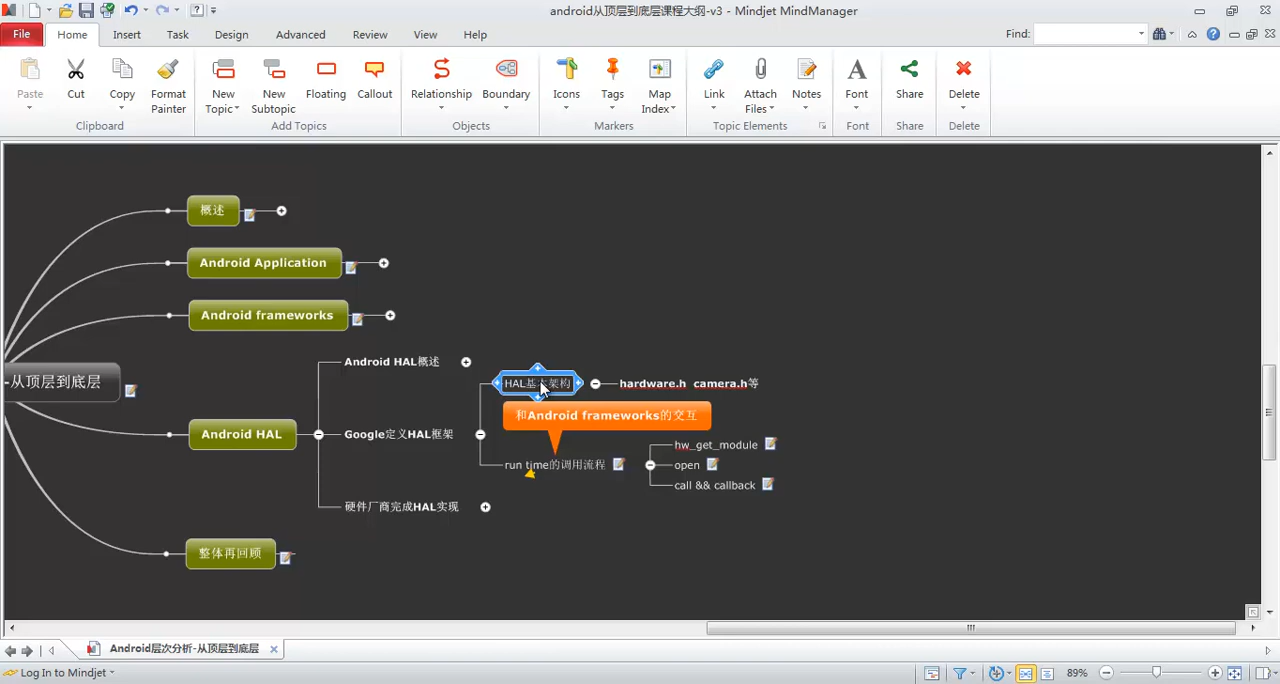 android从顶层到底层课程大纲-v3 - Mindjet MindManager
File Home Insert Task Design Advanced Review View Help Find:
Paste Cut Copy Format Painter New Topic New Subtopic Floating Callout Relationship Boundary Icons Tags Map Index Link Attach Files Notes Font Share Delete
Clipboard Add Topics Objects Markers Topic Elements Font Share Delete
概述
Android Application
Android frameworks
-从顶层到底层
Android HAL概述
HAL基本架构
hardware.h camera.h等
和Android frameworks的交互
Android HAL
Google定义HAL框架
hw_get_module
run time的调用流程
open
call && callback
硬件厂商完成HAL实现
整体再回顾
Android层次分析-从顶层到底层
Log In to Mindjet
89%